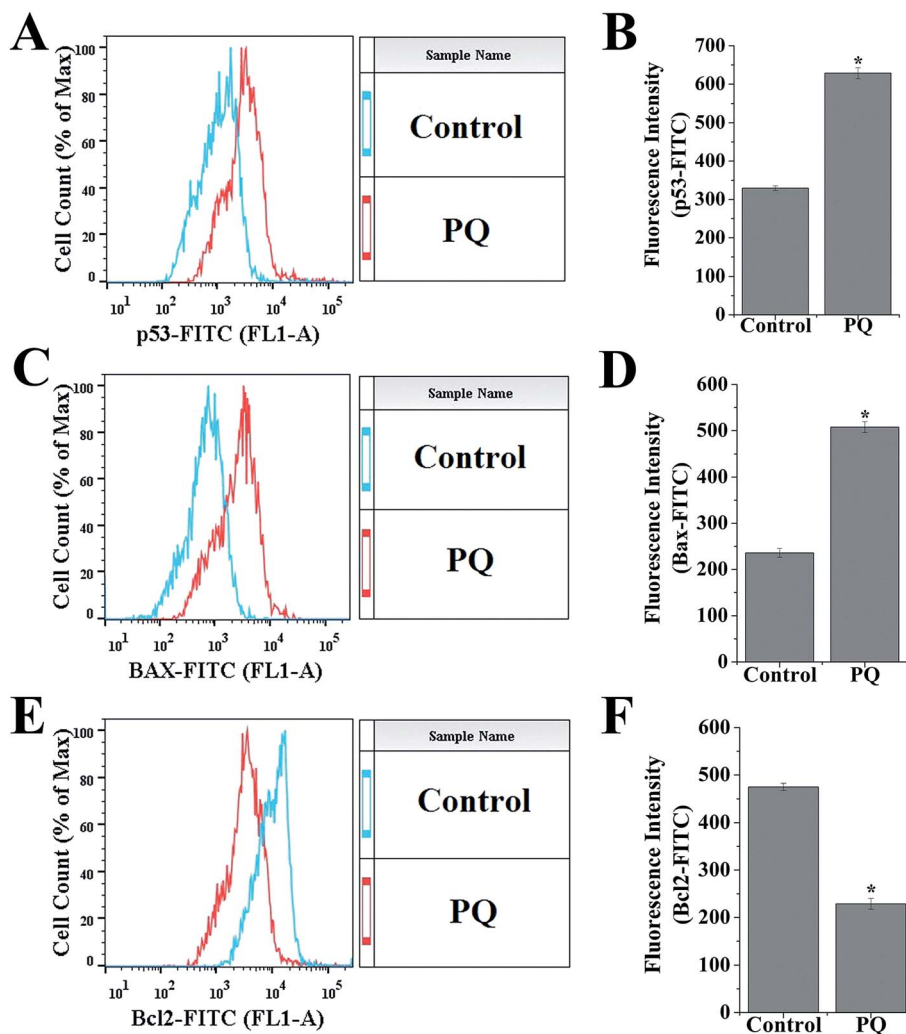 A
Cell Count (% of Max)
100
80
60
40
20
0
10¹ 10² 10³ 10⁴ 10⁵
p53-FITC (FL1-A)
Sample Name
Control
PQ
B
Fluorescence Intensity
(p53-FITC)
700
600
500
400
300
200
100
0
*
Control PQ
C
Cell Count (% of Max)
100
80
60
40
20
0
10¹ 10² 10³ 10⁴ 10⁵
BAX-FITC (FL1-A)
Sample Name
Control
PQ
D
Fluorescence Intensity
(Bax-FITC)
600
500
400
300
200
100
0
*
Control PQ
E
Cell Count (% of Max)
100
80
60
40
20
0
10¹ 10² 10³ 10⁴ 10⁵
Bcl2-FITC (FL1-A)
Sample Name
Control
PQ
F
Fluorescence Intensity
(Bcl2-FITC)
600
500
400
300
200
100
0
*
Control PQ